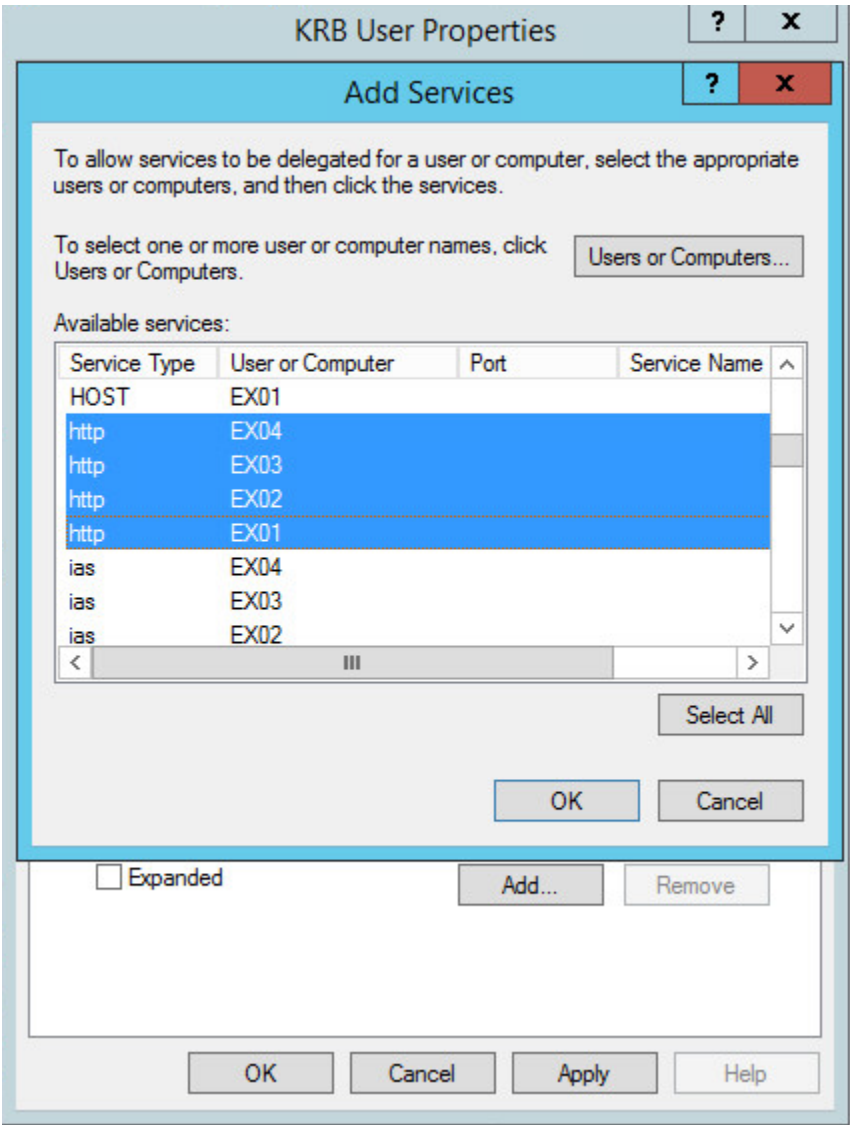 KRB User Properties
? x
Add Services
? x
To allow services to be delegated for a user or computer, select the appropriate
users or computers, and then click the services.
To select one or more user or computer names, click
Users or Computers.
Users or Computers...
Available services:
Service Type User or Computer Port Service Name
HOST EX01
http EX04
http EX03
http EX02
http EX01
ias EX04
ias EX03
ias EX02
Select All
OK Cancel
Expanded Add... Remove
OK Cancel Apply Help